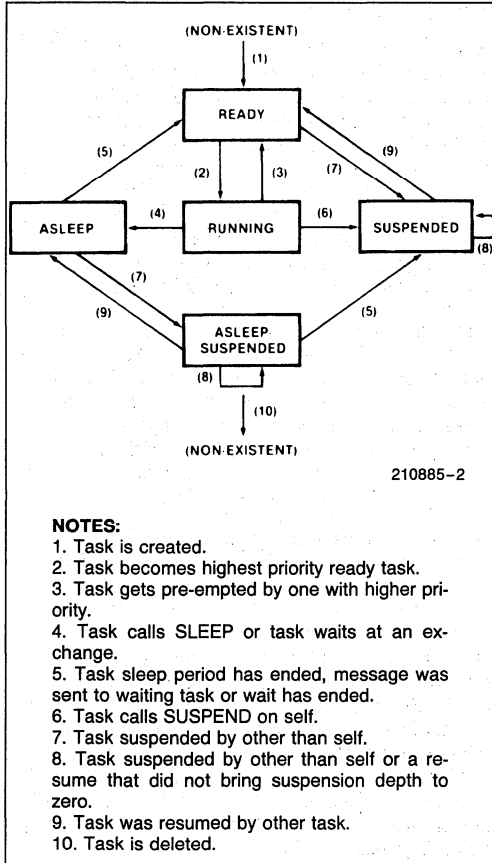 (NON-EXISTENT)
(1)
READY
(5)
(2)
(3)
(7)
(9)
ASLEEP
(4)
RUNNING
(6)
SUSPENDED
(8)
(7)
(9)
ASLEEP-
SUSPENDED
(5)
(8)
(10)
(NON-EXISTENT)
210885-2
NOTES:
1. Task is created.
2. Task becomes highest priority ready task.
3. Task gets pre-empted by one with higher pri-
ority.
4. Task calls SLEEP or task waits at an ex-
change.
5. Task sleep period has ended, message was
sent to waiting task or wait has ended.
6. Task calls SUSPEND on self.
7. Task suspended by other than self.
8. Task suspended by other than self or a re-
sume that did not bring suspension depth to
zero.
9. Task was resumed by other task.
10. Task is deleted.